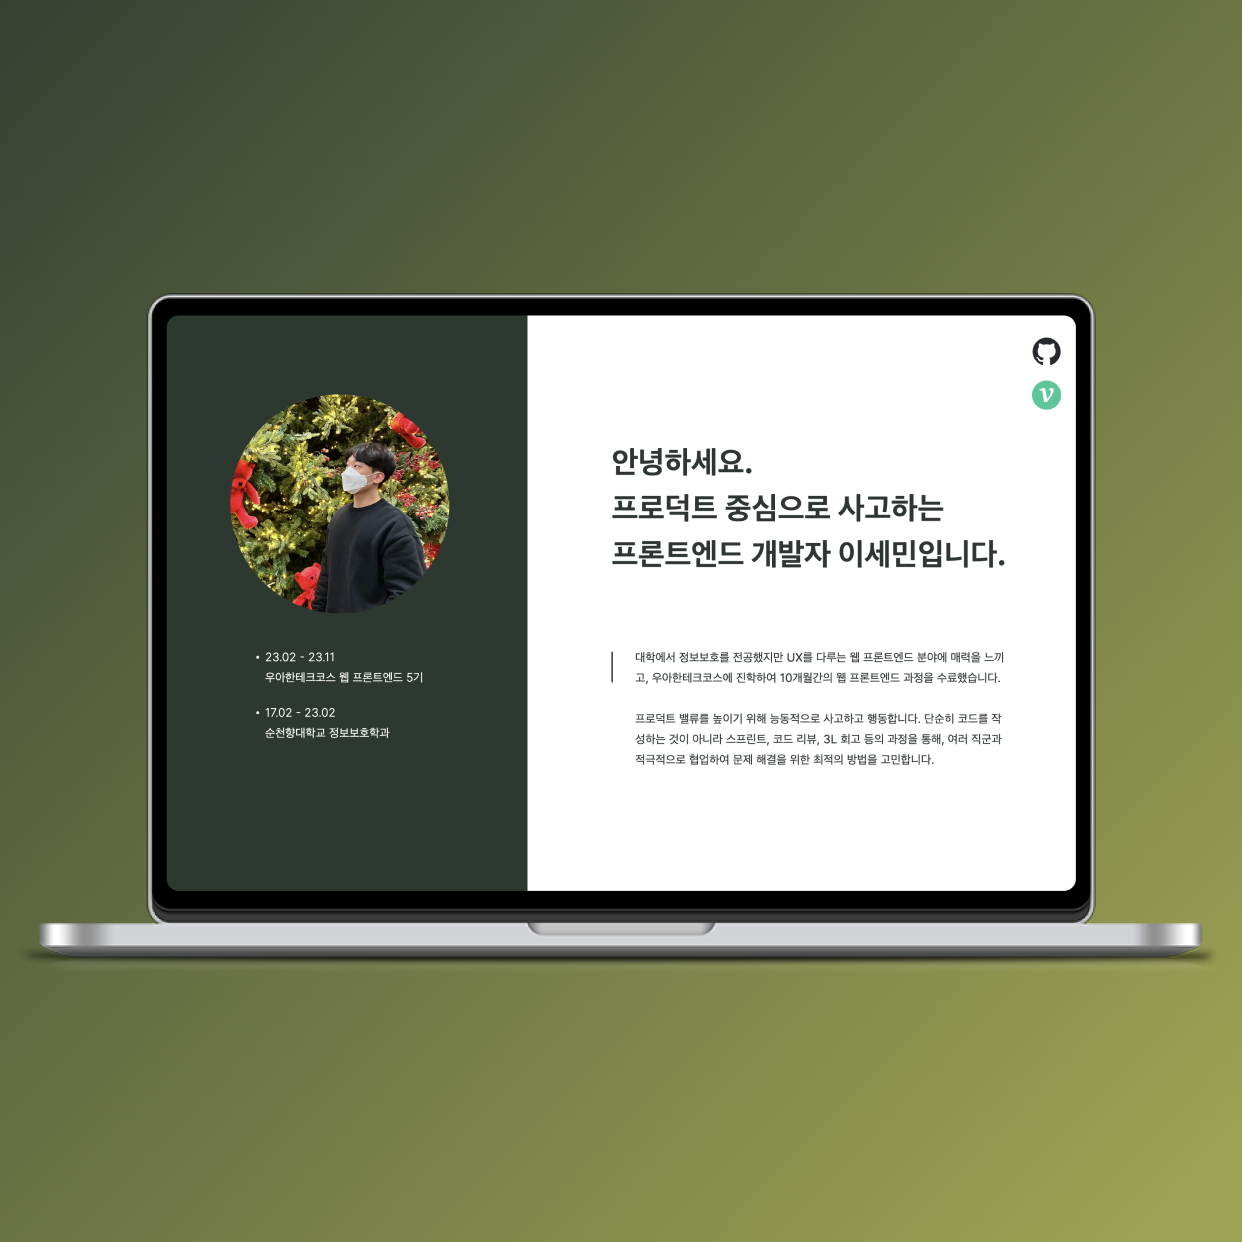 안녕하세요.
프로덕트 중심으로 사고하는
프론트엔드 개발자 이세민입니다.
• 23.02 - 23.11
우아한테크코스 웹 프론트엔드 5기
• 17.02 - 23.02
순천향대학교 정보보호학과
대학에서 정보보호를 전공했지만 UX를 다루는 웹 프론트엔드 분야에 매력을 느끼
고, 우아한테크코스에 진학하여 10개월간의 웹 프론트엔드 과정을 수료했습니다.
프로덕트 밸류를 높이기 위해 능동적으로 사고하고 행동합니다. 단순히 코드를 작
성하는 것이 아니라 스프린트, 코드 리뷰, 3L 회고 등의 과정을 통해, 여러 직군과
적극적으로 협업하여 문제 해결을 위한 최적의 방법을 고민합니다.
v